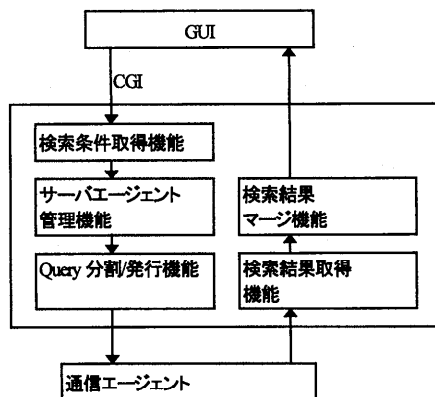 GUI
CGI
検索条件取得機能
サーバエージェント
管理機能
Query 分割/発行機能
検索結果
マージ機能
検索結果取得
機能
通信エージェント